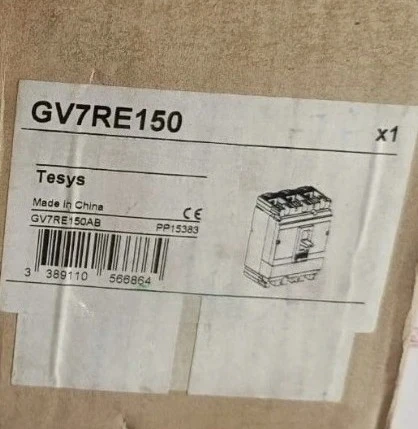 GV7RE150
x1
Tesys
Made in China
CE
GV7RE150AB PP15383
3 389110 566864